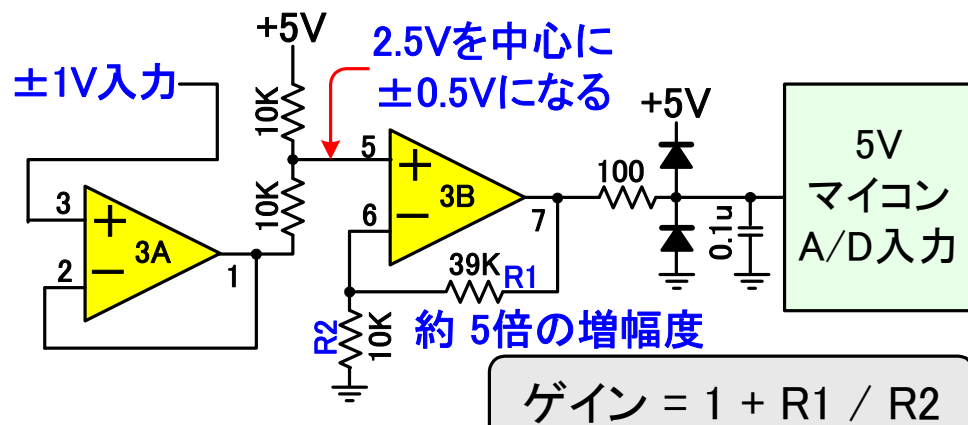 +5V
2.5Vを中心に
±0.5Vになる
±1V入力
10K
10K
3
2
3A
1
5
6
3B
7
39K
R1
R2
10K
約 5倍の増幅度
100
+5V
0.1u
5V
マイコン
A/D入力
ゲイン = 1 + R1 / R2